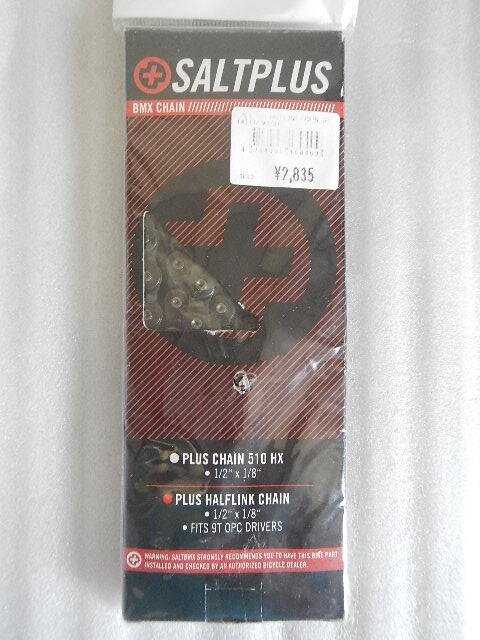 SALTPLUS
BMX CHAIN
¥2,835
PLUS CHAIN 510 HX
• 1/2" x 1/8"
PLUS HALFLINK CHAIN
• 1/2" x 1/8"
• FITS 9T OPC DRIVERS
WARNING: SALTBMX STRONGLY RECOMMENDS YOU TO HAVE THIS BIKE PART
INSTALLED AND CHECKED BY AN AUTHORIZED BICYCLE DEALER.